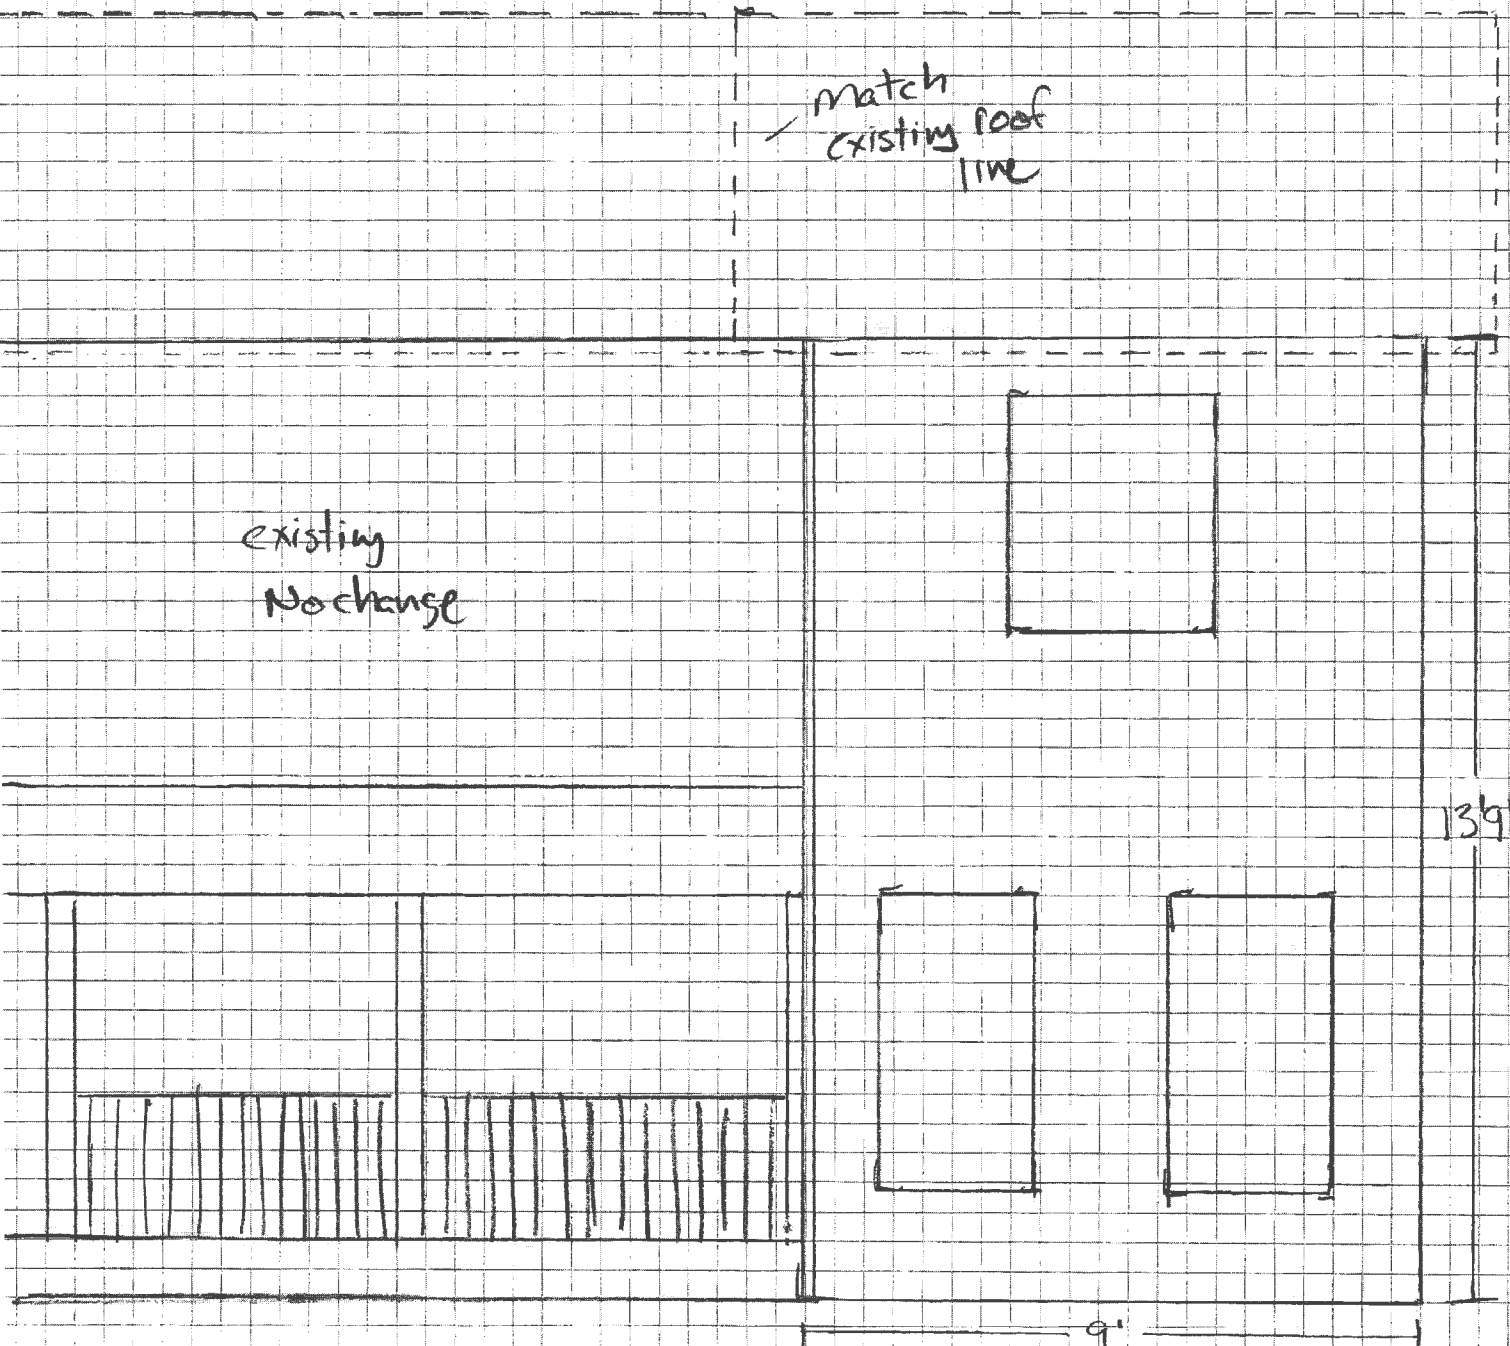 match
existing roof
line
existing
No change
13'9
9'